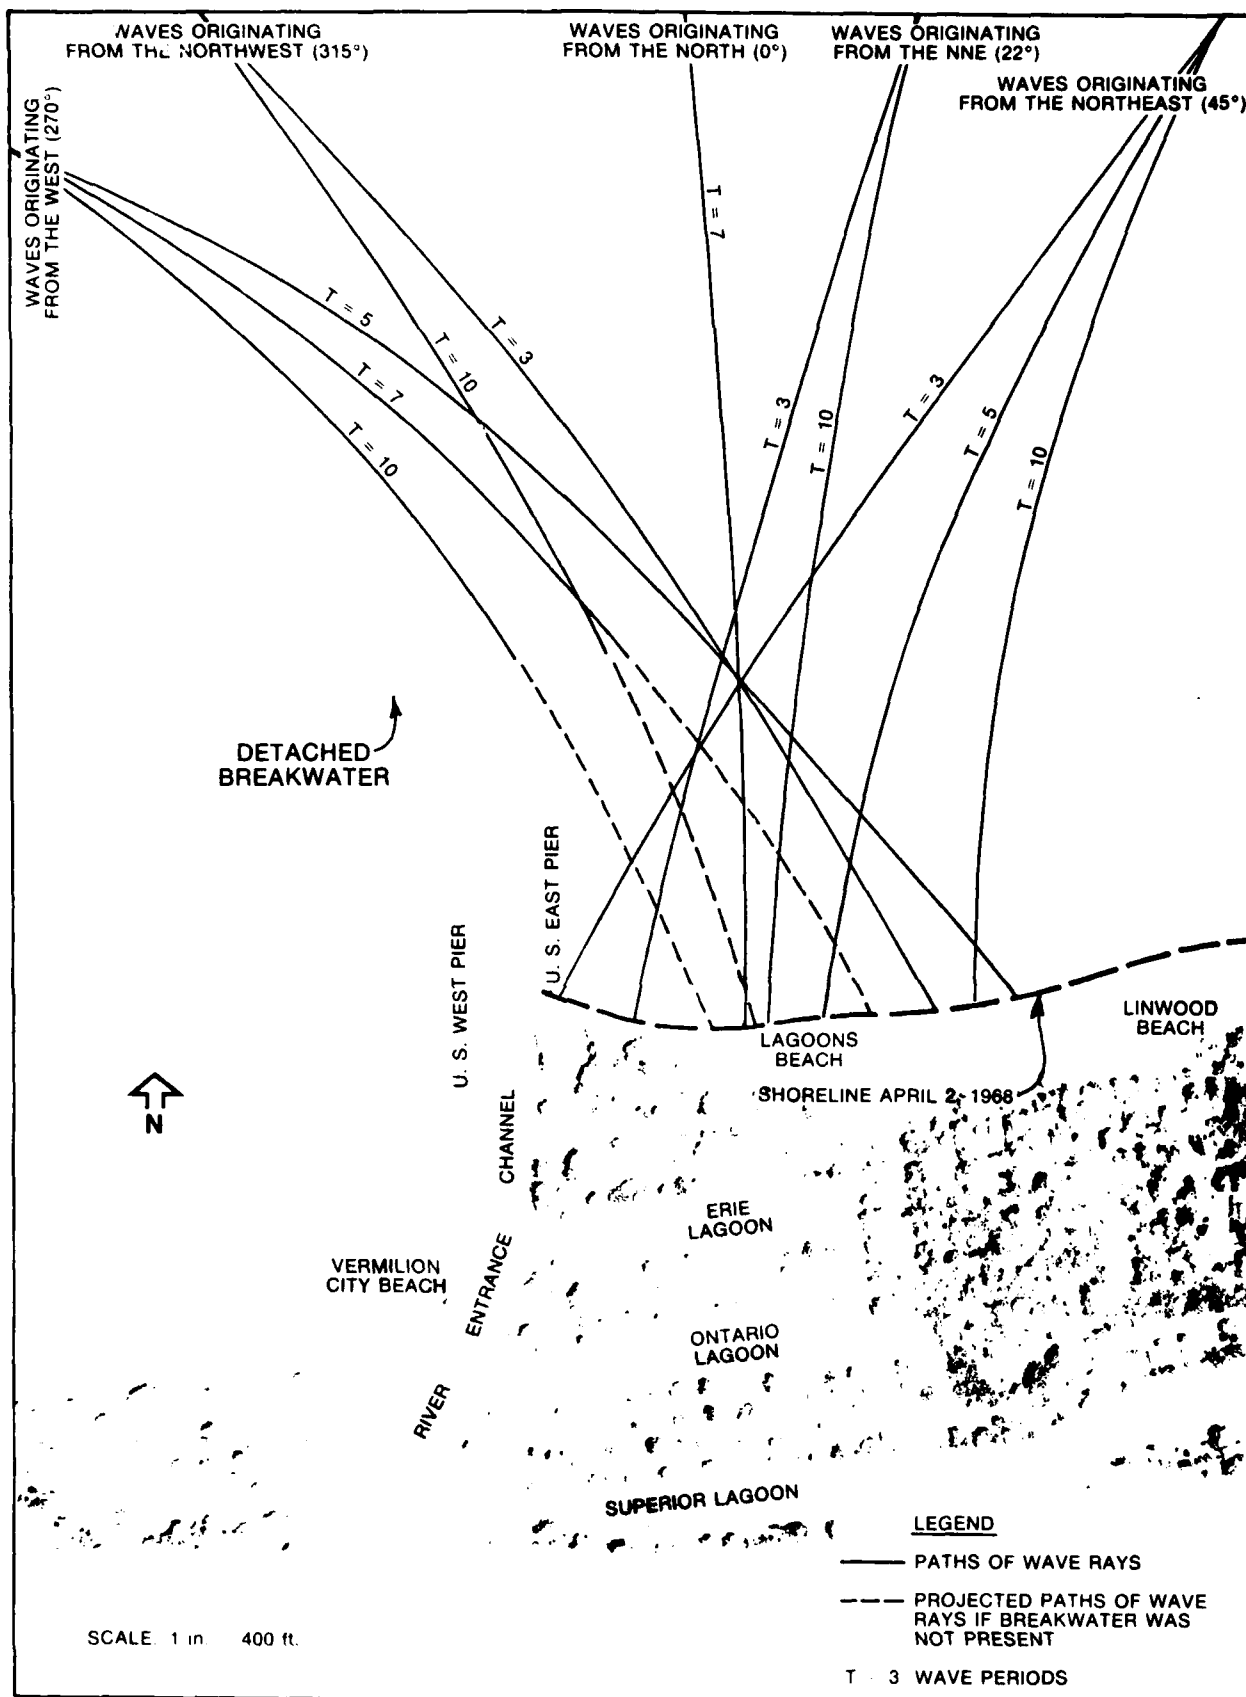 WAVES ORIGINATING
FROM THE NORTHWEST (315°)
WAVES ORIGINATING
FROM THE NORTH (0°)
WAVES ORIGINATING
FROM THE NNE (22°)
WAVES ORIGINATING
FROM THE NORTHEAST (45°)
WAVES ORIGINATING
FROM THE WEST (270°)
T = 7
T = 5
T = 3
T = 10
T = 7
T = 10
T = 3
T = 10
T = 3
T = 5
T = 10
DETACHED
BREAKWATER
U. S. EAST PIER
U. S. WEST PIER
LINWOOD
BEACH
LAGOONS
BEACH
SHORELINE APRIL 2, 1968
N
CHANNEL
ENTRANCE
RIVER
ERIE
LAGOON
VERMILION
CITY BEACH
ONTARIO
LAGOON
SUPERIOR LAGOON
LEGEND
PATHS OF WAVE RAYS
PROJECTED PATHS OF WAVE
RAYS IF BREAKWATER WAS
NOT PRESENT
SCALE 1 in 400 ft.
T 3 WAVE PERIODS